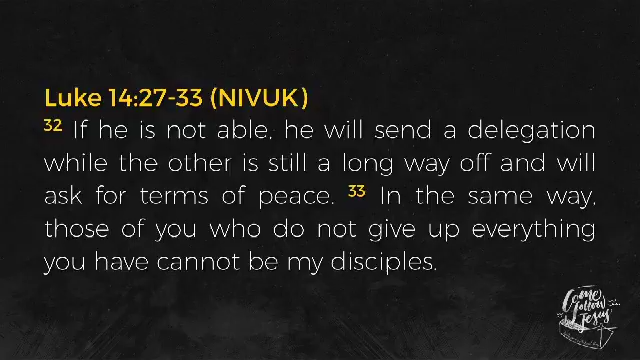 Luke 14:27-33 (NIVUK)
32 If he is not able, he will send a delegation
while the other is still a long way off and will
ask for terms of peace. 33 In the same way,
those of you who do not give up everything
you have cannot be my disciples.
Come
follow
Jesus